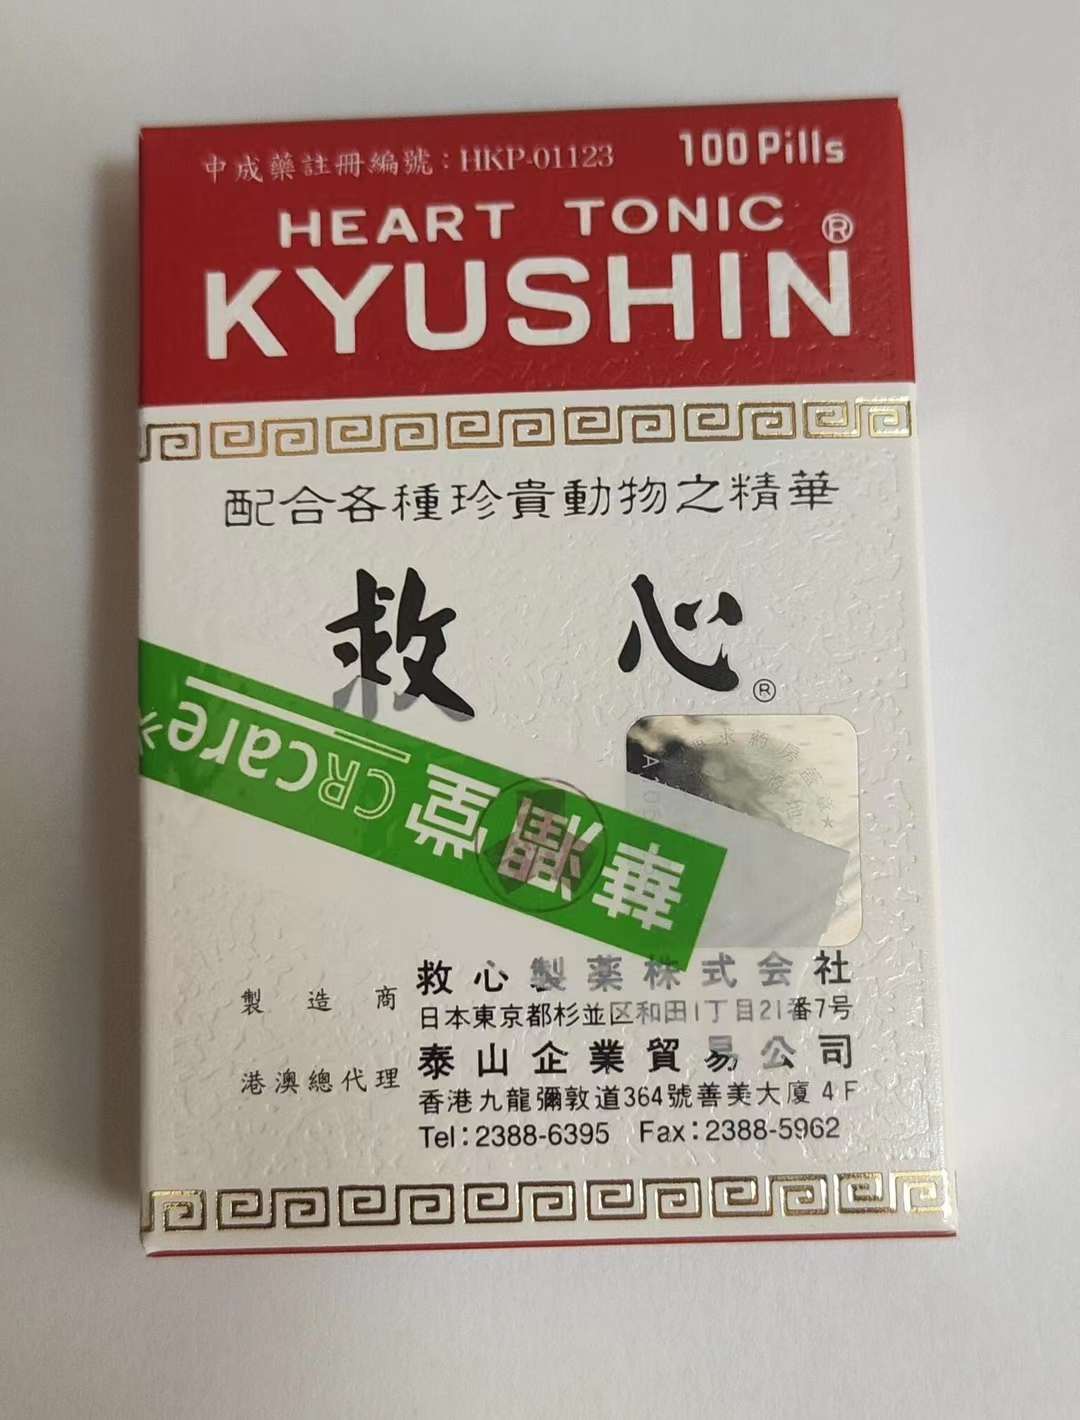 中成藥註冊編號：HKP-01123 100 Pills
HEART TONIC
KYUSHIN®
配合各種珍貴動物之精華
救心®
華潤堂 CRcare
製造商 救心製薬株式会社
日本東京都杉並区和田1丁目21番7号
港澳總代理 泰山企業貿易公司
香港九龍彌敦道364號善美大廈 4 F
Tel：2388-6395 Fax：2388-5962